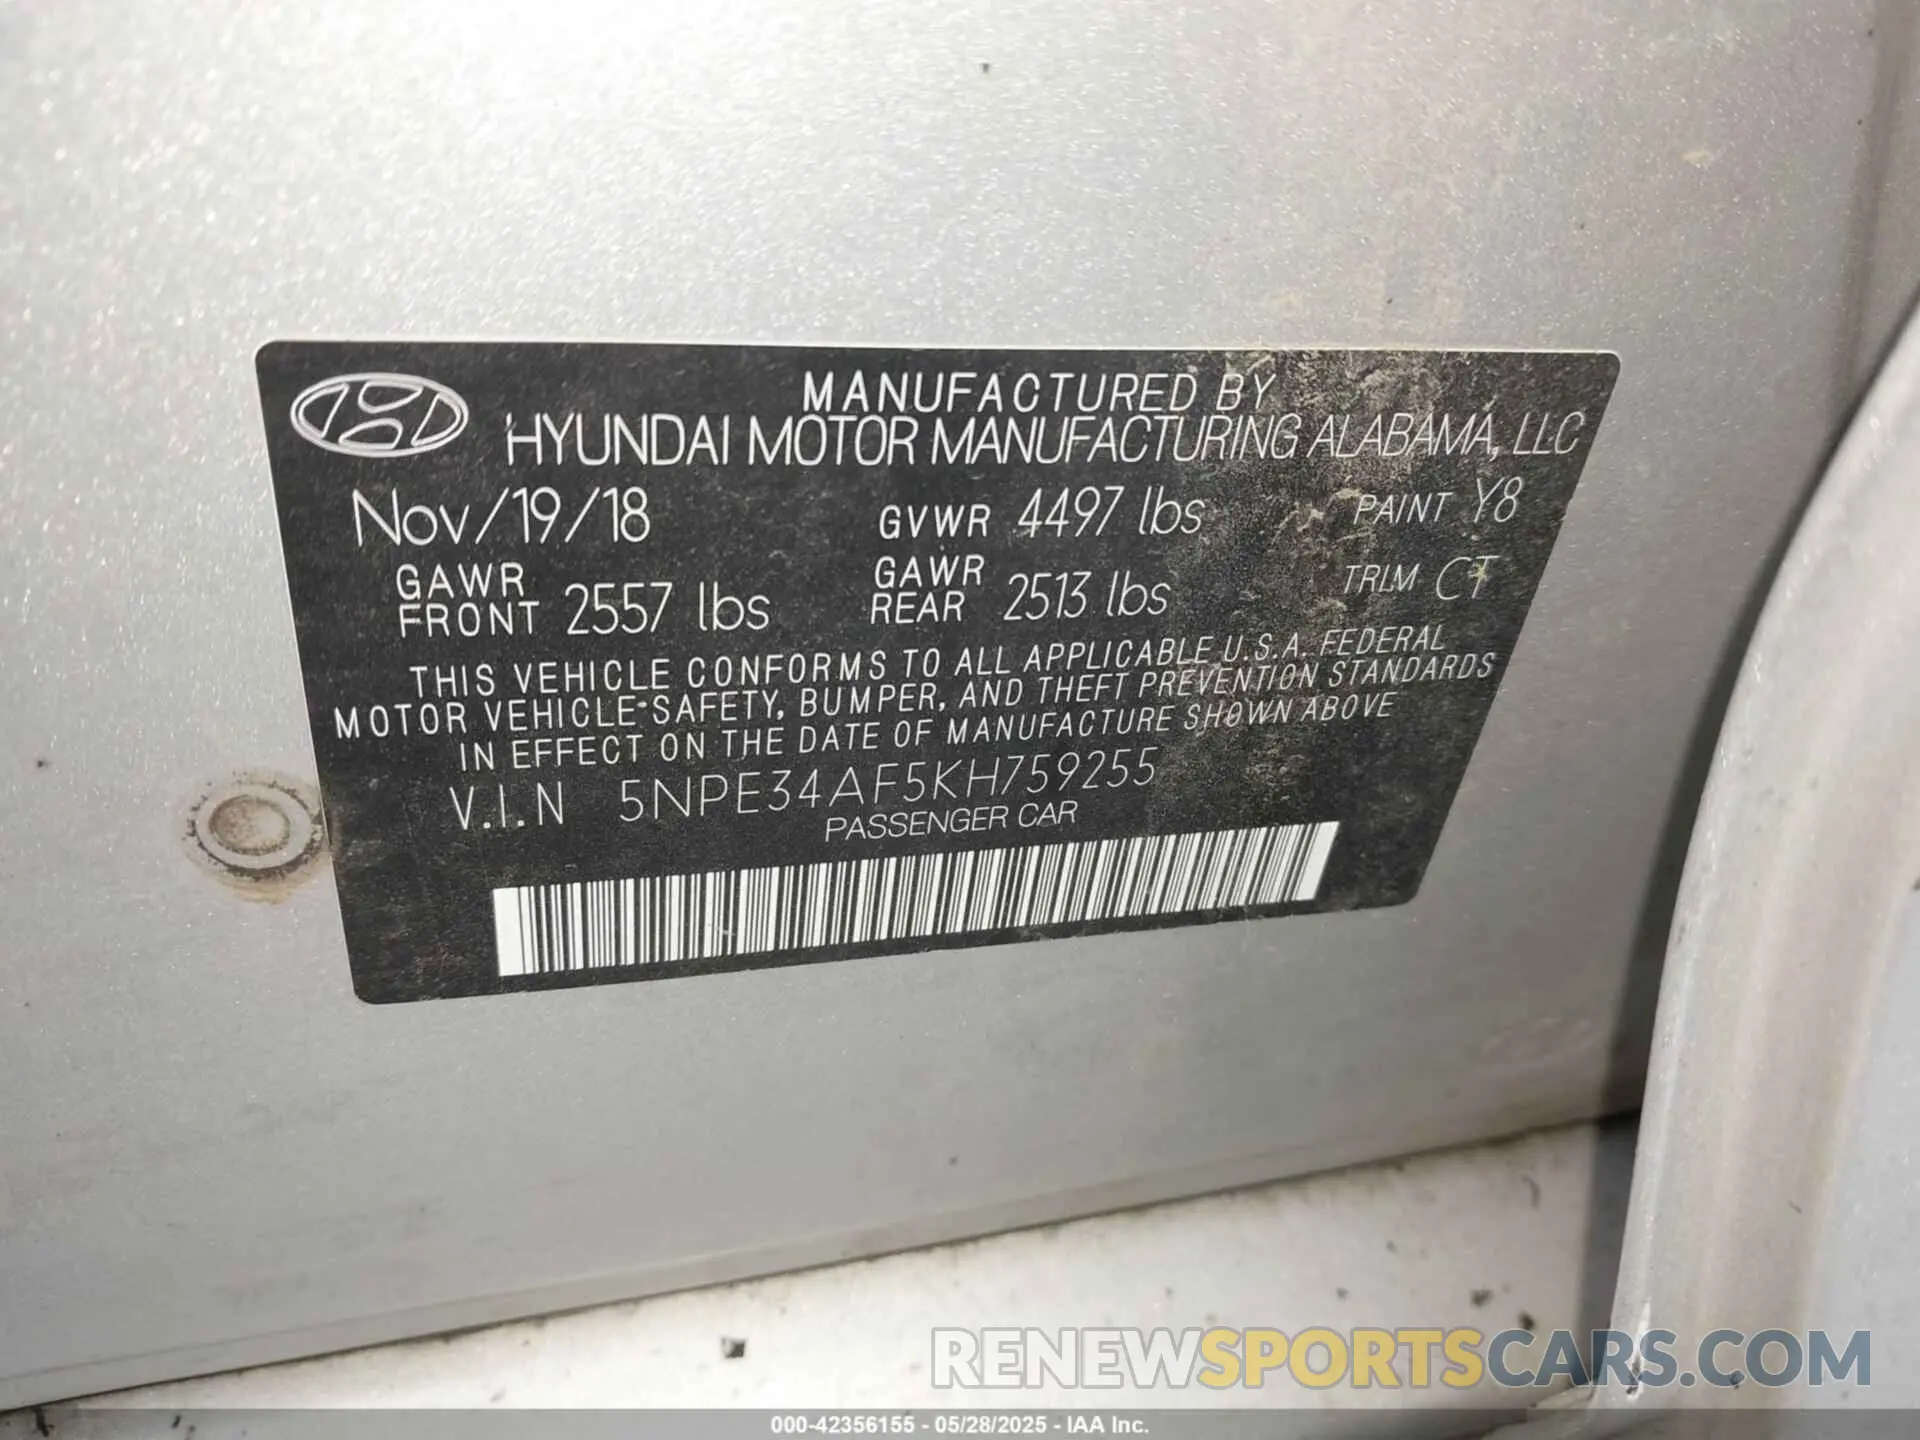 MANUFACTURED BY
HYUNDAI MOTOR MANUFACTURING ALABAMA, LLC
Nov/19/18 GVWR 4497 lbs PAINT Y8
GAWR FRONT 2557 lbs GAWR REAR 2513 lbs TRIM CT
THIS VEHICLE CONFORMS TO ALL APPLICABLE U.S.A. FEDERAL
MOTOR VEHICLE SAFETY, BUMPER, AND THEFT PREVENTION STANDARDS
IN EFFECT ON THE DATE OF MANUFACTURE SHOWN ABOVE
V.I.N 5NPE34AF5KH759255
PASSENGER CAR
RENEWSPORTSCARS.COM
000-42356155 - 05/28/2025 - IAA Inc.